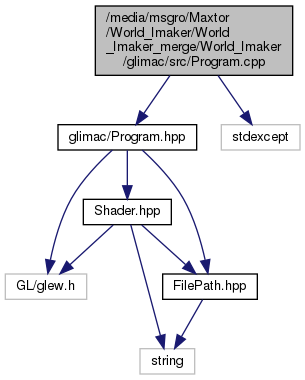 /media/msgro/Maxtor
/World_Imaker/World
_Imaker_merge/World_Imaker
/glimac/src/Program.cpp
glimac/Program.hpp
stdexcept
Shader.hpp
GL/glew.h
FilePath.hpp
string